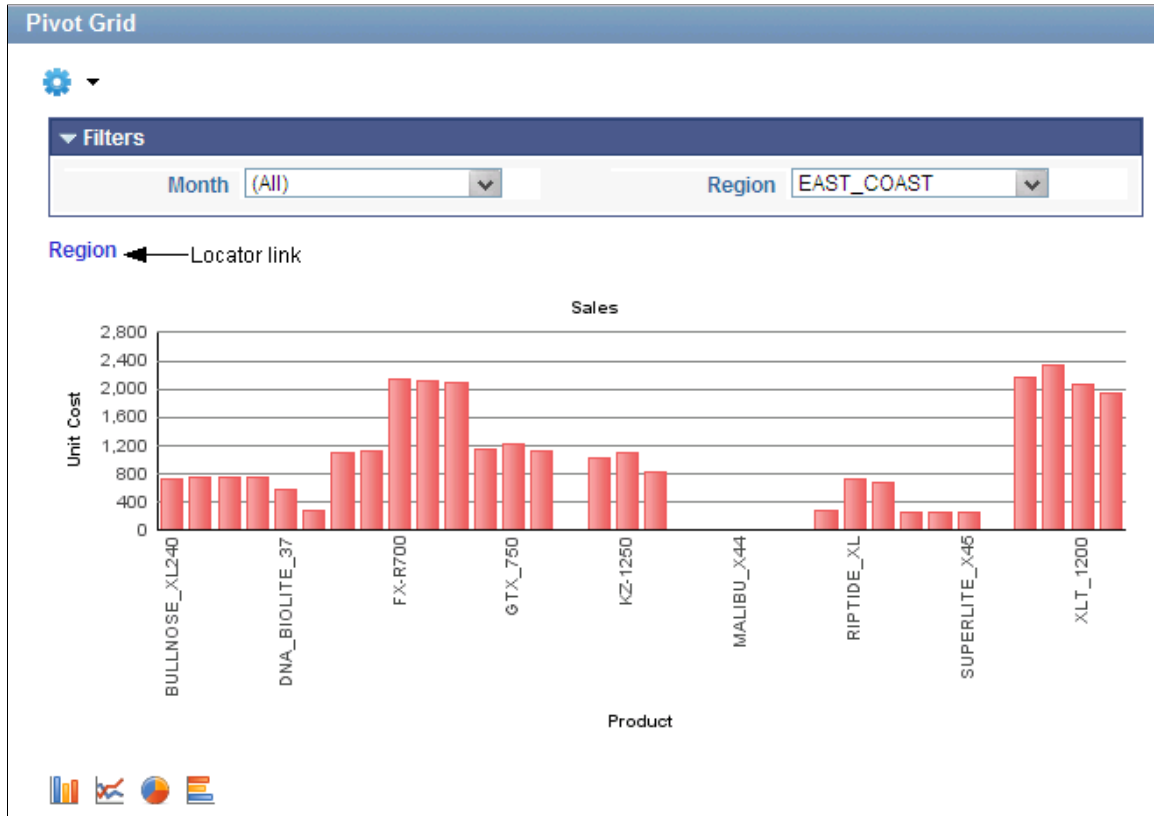 Pivot Grid
Filters
Month (All) Region EAST_COAST
Region Locator link
Sales
Unit Cost
2,800
2,400
2,000
1,600
1,200
800
400
0
BULLNOSE_XL240 DNA_BIOLITE_37 FX-R700 GTX_750 KZ-1250 MALIBU_X44 RIPTIDE_XL SUPERLITE_X45 XLT_1200
Product